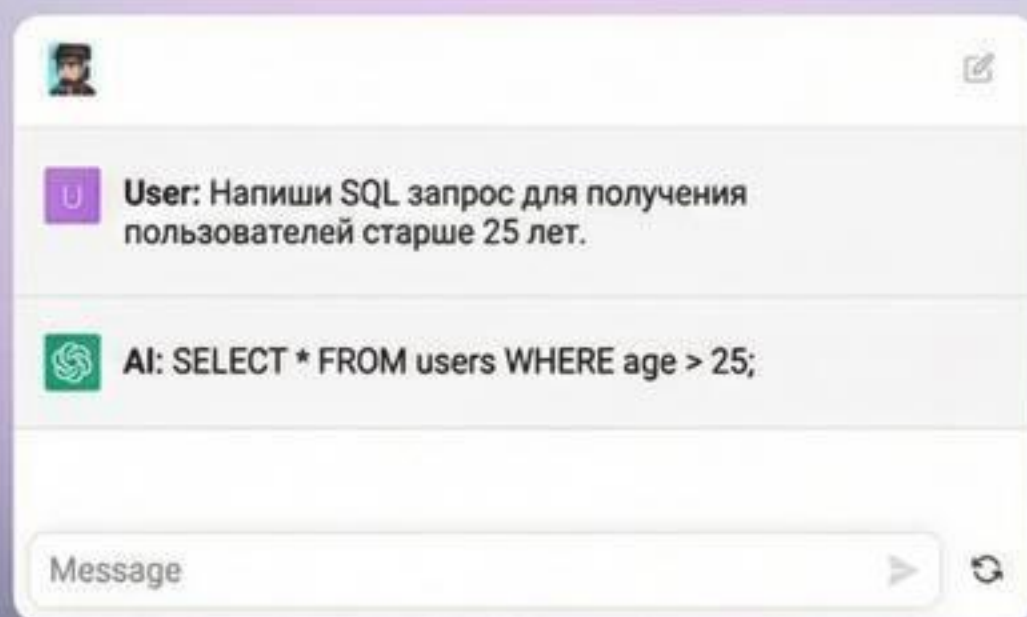 U
User: Напиши SQL запрос для получения
пользователей старше 25 лет.
AI: SELECT * FROM users WHERE age > 25;
Message